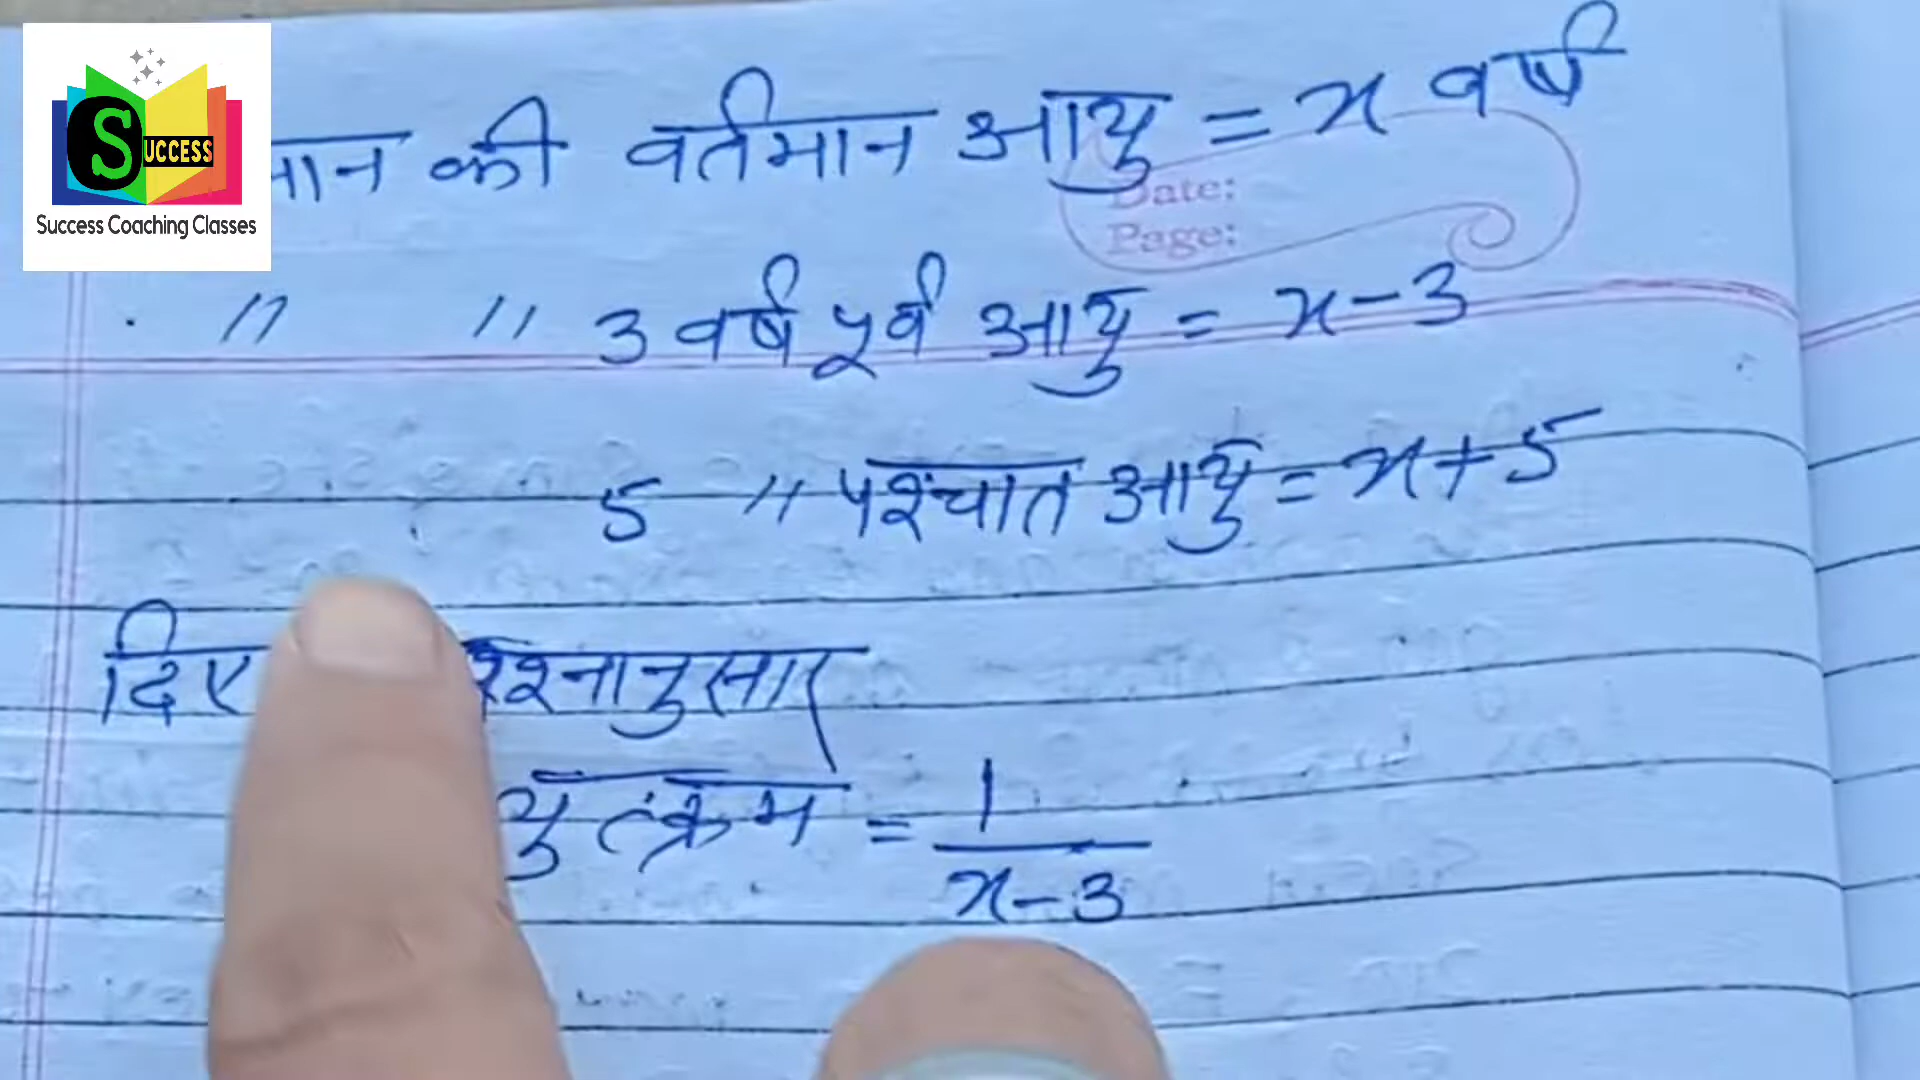 SUCCESS
Success Coaching Classes
की वर्तमान आयु = x वर्ष
Date:
Page:
" " 3 वर्ष पूर्व आयु = x-3
5 " पश्चात आयु = x+5
दिए
व्युत्क्रम = 1/x-3